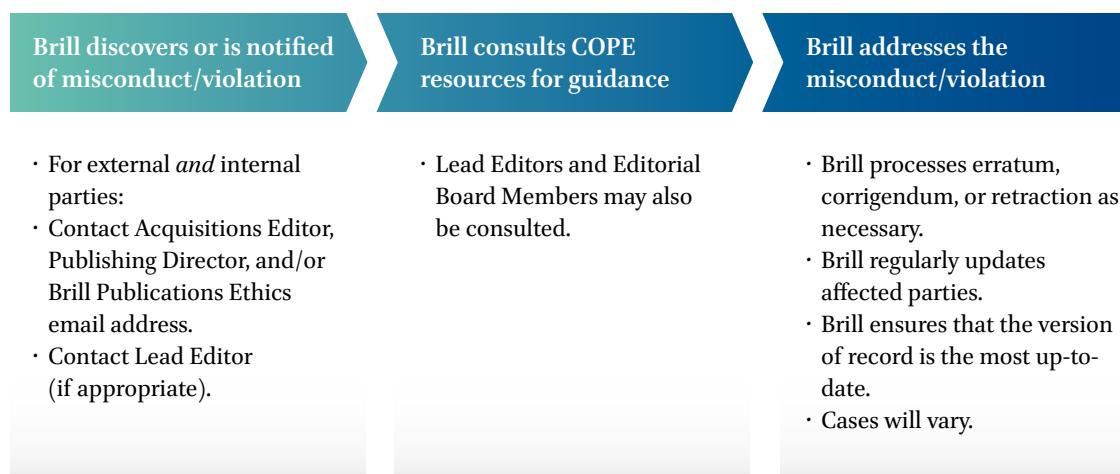 Brill discovers or is notified
of misconduct/violation
· For external and internal
parties:
· Contact Acquisitions Editor,
Publishing Director, and/or
Brill Publications Ethics
email address.
· Contact Lead Editor
(if appropriate).
Brill consults COPE
resources for guidance
· Lead Editors and Editorial
Board Members may also
be consulted.
Brill addresses the
misconduct/violation
· Brill processes erratum,
corrigendum, or retraction as
necessary.
· Brill regularly updates
affected parties.
· Brill ensures that the version
of record is the most up-to-
date.
· Cases will vary.